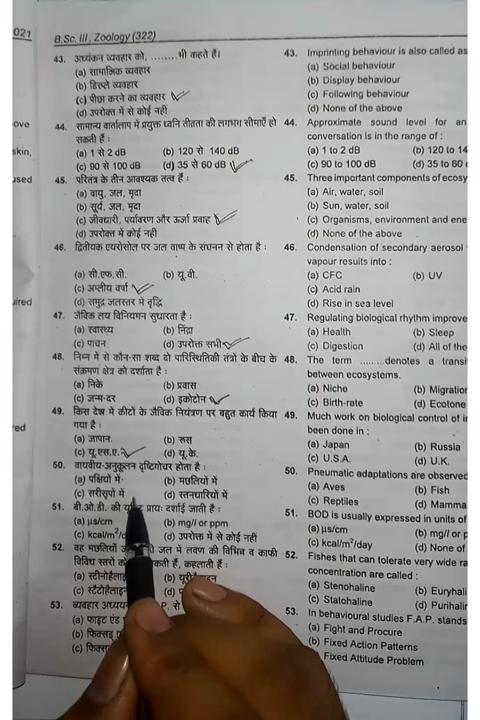 021
B.Sc. III, Zoology (322)
ove
skin,
used
uired
red
43. अध्यंकन व्यवहार को, ........भी कहते हैं।
(a) सामाजिक व्यवहार
(b) डिस्प्ले व्यवहार
(c) पीछा करने का व्यवहार
(d) उपरोक्त में से कोई नहीं
44. सामान्य वार्तालाप में प्रयुक्त ध्वनि तीव्रता की लगभग सीमाएँ हो
सकती हैं :
(a) 1 से 2 dB (b) 120 से 140 dB
(c) 90 से 100 dB (d) 35 से 60 dB
45. परितंत्र के तीन आवश्यक तत्व हैं :
(a) वायु, जल, मृदा
(b) सूर्य, जल, मृदा
(c) जीवधारी, पर्यावरण और ऊर्जा प्रवाह
(d) उपरोक्त में कोई नहीं
46. द्वितीयक एयरोसोल पर जल वाष्प के संघनन से होता है :
(a) सी.एफ.सी. (b) यू.वी.
(c) अम्लीय वर्षा
(d) समुद्र जलस्तर में वृद्धि
47. जैविक लय विनियमन सुधारता है :
(a) स्वास्थ्य (b) निंद्रा
(c) पाचन (d) उपरोक्त सभी
48. निम्न में से कौन-सा शब्द दो पारिस्थितिकी तंत्रों के बीच के
संक्रमण क्षेत्र को दर्शाता है :
(a) निके (b) प्रवास
(c) जन्म-दर (d) इकोटोन
49. किस देश में कीटों के जैविक नियंत्रण पर बहुत कार्य किया
गया है :
(a) जापान (b) रूस
(c) यू.एस.ए. (d) यू.के.
50. वायवीय-अनुकूलन दृष्टिगोचर होता है :
(a) पक्षियों में (b) मछतियों में
(c) सरीसृपों में (d) स्तनधारियों में
51. बी.ओ.डी. की प्रायः दर्शाई जाती है :
(a) µs/cm (b) mg// or ppm
(c) kcal/m²/d (d) उपरोक्त में से कोई नहीं
52. वह मछलियाँ जो जल में लवण की विभिन्न व काफी
विविध स्तरों को सकती हैं, कहलाती हैं :
(a) स्टीनोहैला (b)
(c) स्टैटोहैलाइन (d)
53. व्यवहार अध्ययन P. से
(a) फाइट एंड
(b) फिक्सड
(c)
43. Imprinting behaviour is also called as
(a) Social behaviour
(b) Display behaviour
(c) Following behaviour
(d) None of the above
44. Approximate sound level for an
conversation is in the range of :
(a) 1 to 2 dB (b) 120 to 14
(c) 90 to 100 dB (d) 35 to 60
45. Three important components of ecosy
(a) Air, water, soil
(b) Sun, water, soil
(c) Organisms, environment and ene
(d) None of the above
46. Condensation of secondary aerosol
vapour results into :
(a) CFC (b) UV
(c) Acid rain
(d) Rise in sea level
47. Regulating biological rhythm improve
(a) Health (b) Sleep
(c) Digestion (d) All of the
48. The term ........denotes a transi
between ecosystems.
(a) Niche (b) Migration
(c) Birth-rate (d) Ecotone
49. Much work on biological control of i
been done in :
(a) Japan (b) Russia
(c) U.S.A. (d) U.K.
50. Pneumatic adaptations are observed
(a) Aves (b) Fish
(c) Reptiles (d) Mamma
51. BOD is usually expressed in units of
(a) µs/cm (b) mg// or p
(c) kcal/m²/day (d) None of
52. Fishes that can tolerate very wide ra
concentration are called :
(a) Stenohaline (b) Euryhali
(c) Statohaline (d) Purihalin
53. In behavioural studies F.A.P. stands
(a) Fight and Procure
(b) Fixed Action Patterns
Fixed Attitude Problem